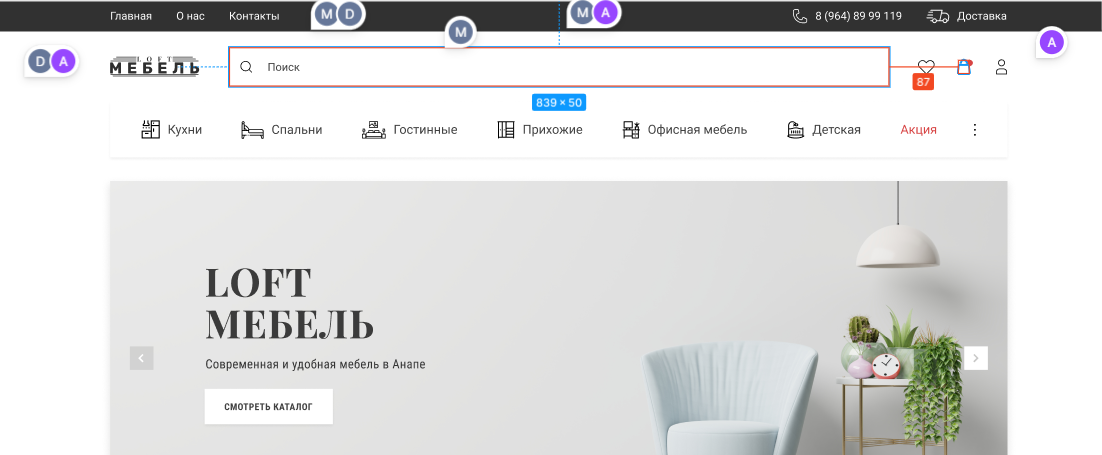 Главная О нас Контакты M D M A 8 (964) 89 99 119 Доставка
M
A
D A LOFT
МЕБЕЛЬ Поиск
87
839 × 50
Кухни Спальни Гостинные Прихожие Офисная мебель Детская Акция
LOFT
МЕБЕЛЬ
Современная и удобная мебель в Анапе
СМОТРЕТЬ КАТАЛОГ